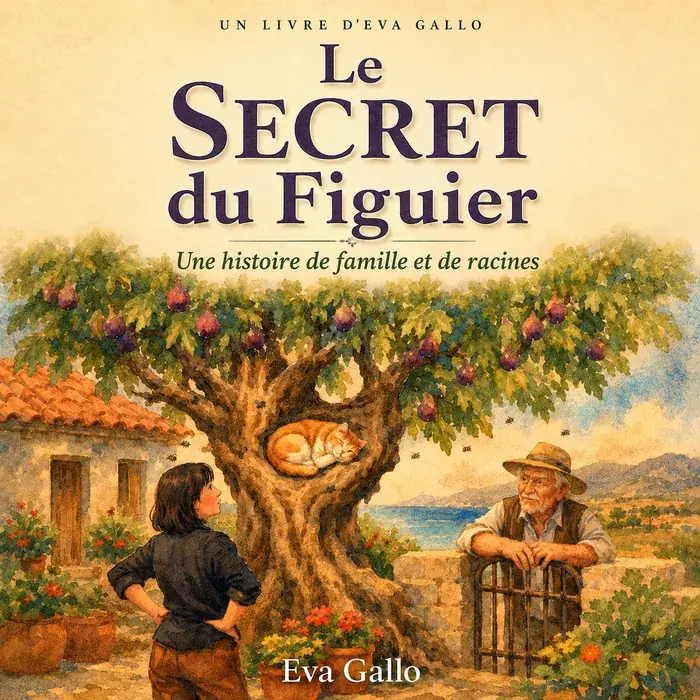 UN LIVRE D'EVA GALLO
Le
SECRET
du Figuier
Une histoire de famille et de racines
Eva Gallo